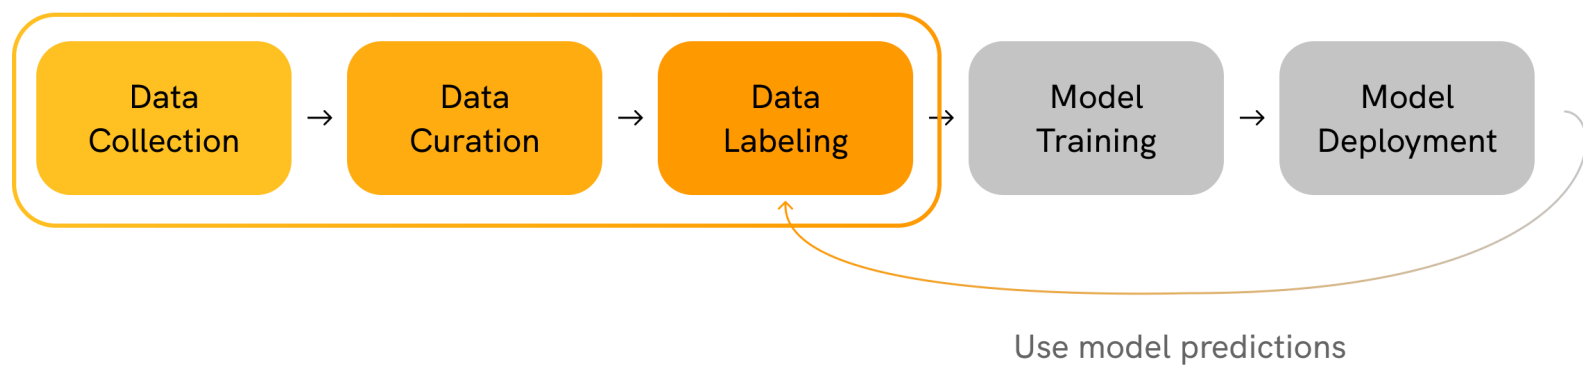 Data
Collection
Data
Curation
Data
Labeling
Model
Training
Model
Deployment
Use model predictions